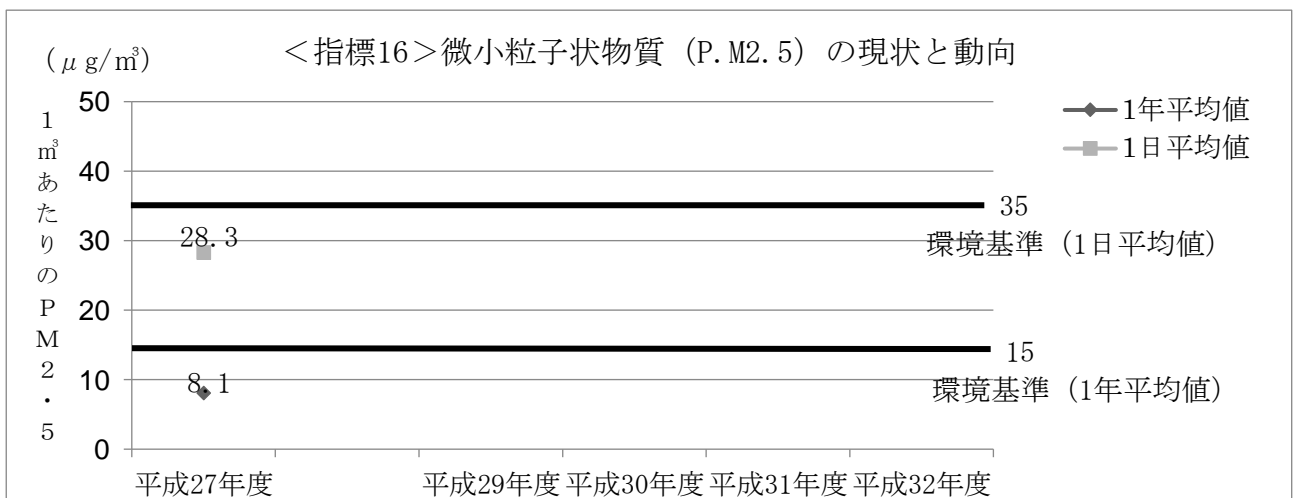 ＜指標16＞微小粒子状物質（P.M2.5）の現状と動向
（μg/㎥）
1㎥あたりのPM2・5
50
40
30
20
10
0
1年平均値
1日平均値
35
環境基準（1日平均値）
28.3
15
環境基準（1年平均値）
8.1
平成27年度 平成29年度 平成30年度 平成31年度 平成32年度